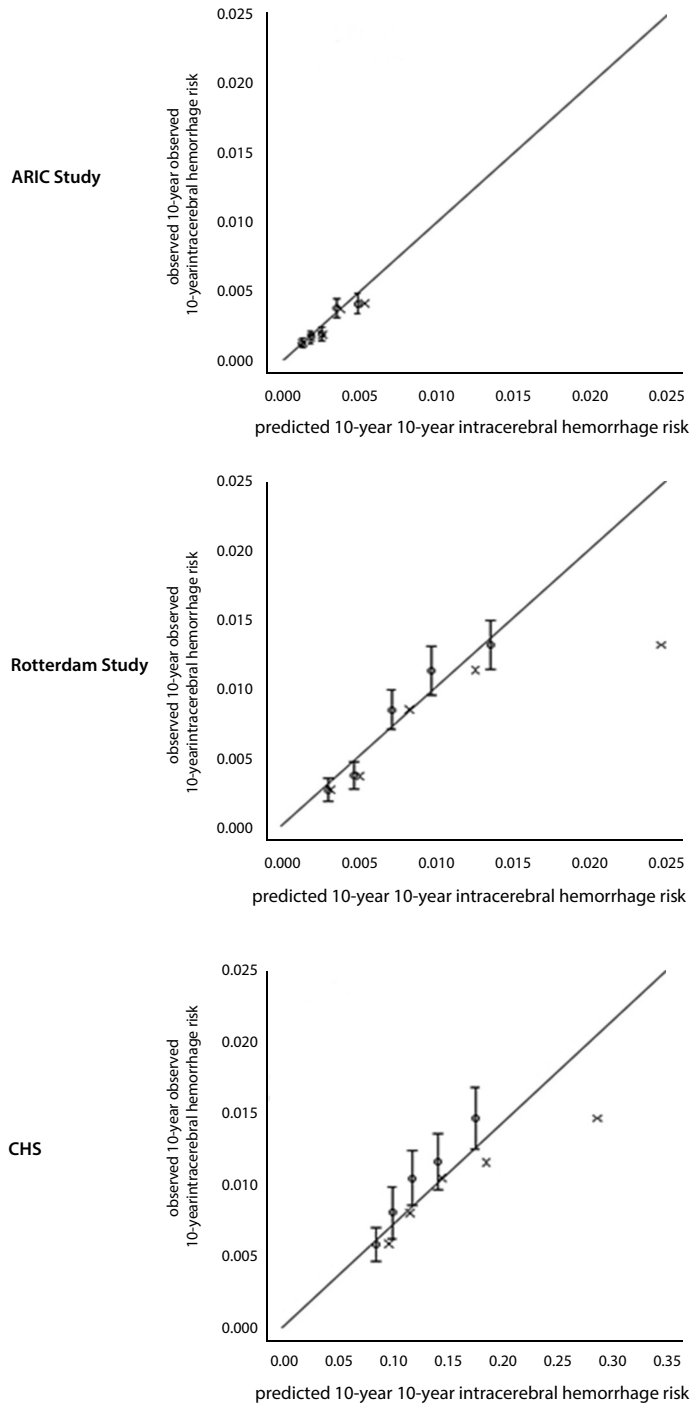 0.025
0.020
0.015
0.010
0.005
0.000
ARIC Study
observed 10-year observed
10-yearintracerebral hemorrhage risk
0.000 0.005 0.010 0.015 0.020 0.025
predicted 10-year 10-year intracerebral hemorrhage risk
0.025
0.020
0.015
0.010
0.005
0.000
Rotterdam Study
observed 10-year observed
10-yearintracerebral hemorrhage risk
0.000 0.005 0.010 0.015 0.020 0.025
predicted 10-year 10-year intracerebral hemorrhage risk
0.025
0.020
0.015
0.010
0.005
0.000
CHS
observed 10-year observed
10-yearintracerebral hemorrhage risk
0.00 0.05 0.10 0.15 0.20 0.25 0.30 0.35
predicted 10-year 10-year intracerebral hemorrhage risk